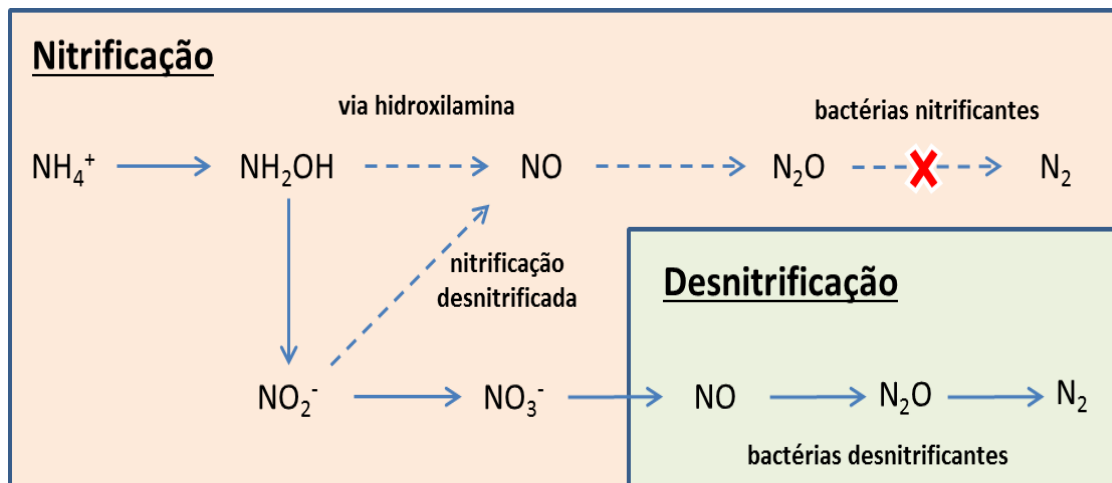 Nitrificação
via hidroxilamina
bactérias nitrificantes
NH₄⁺
NH₂OH
NO
N₂O
X
N₂
nitrificação
desnitrificada
Desnitrificação
NO₂⁻
NO₃⁻
NO
N₂O
N₂
bactérias desnitrificantes